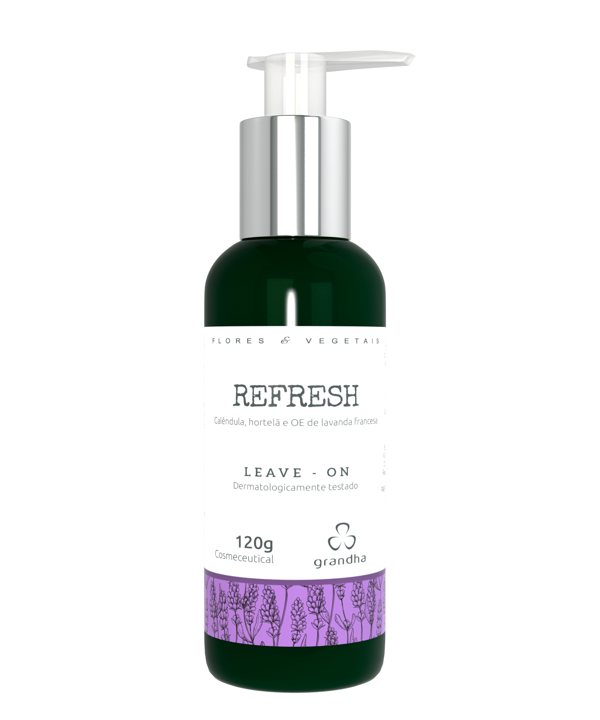 FLORES & VEGETAIS
REFRESH
Calêndula, hortelã e OE de lavanda francesa
LEAVE - ON
Dermatologicamente testado
120g
Cosmeceutical
grandha